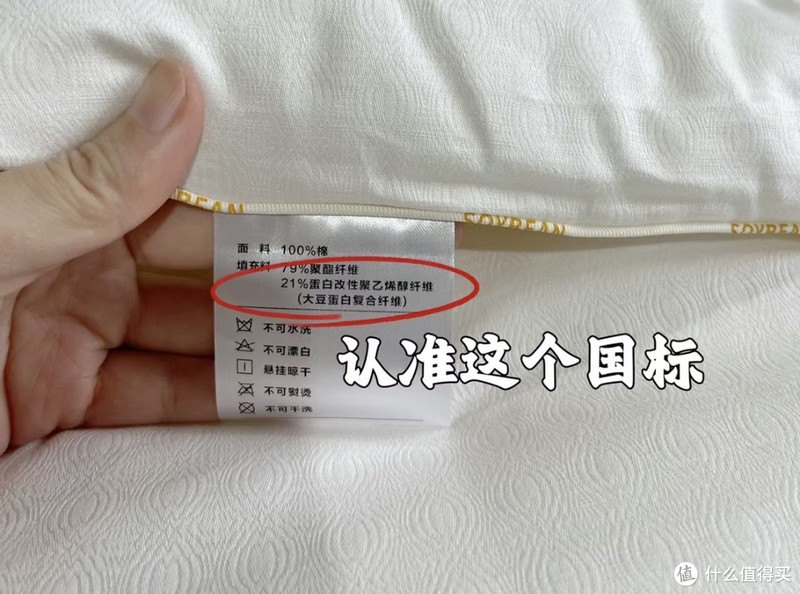 SOYBEAN
SOYBEAN
面 料 100%棉
填充料 79%聚酯纤维
21%蛋白改性聚乙烯醇纤维
(大豆蛋白复合纤维)
不可水洗
不可漂白
悬挂晾干
不可熨烫
不可干洗
认准这个国标
值 什么值得买